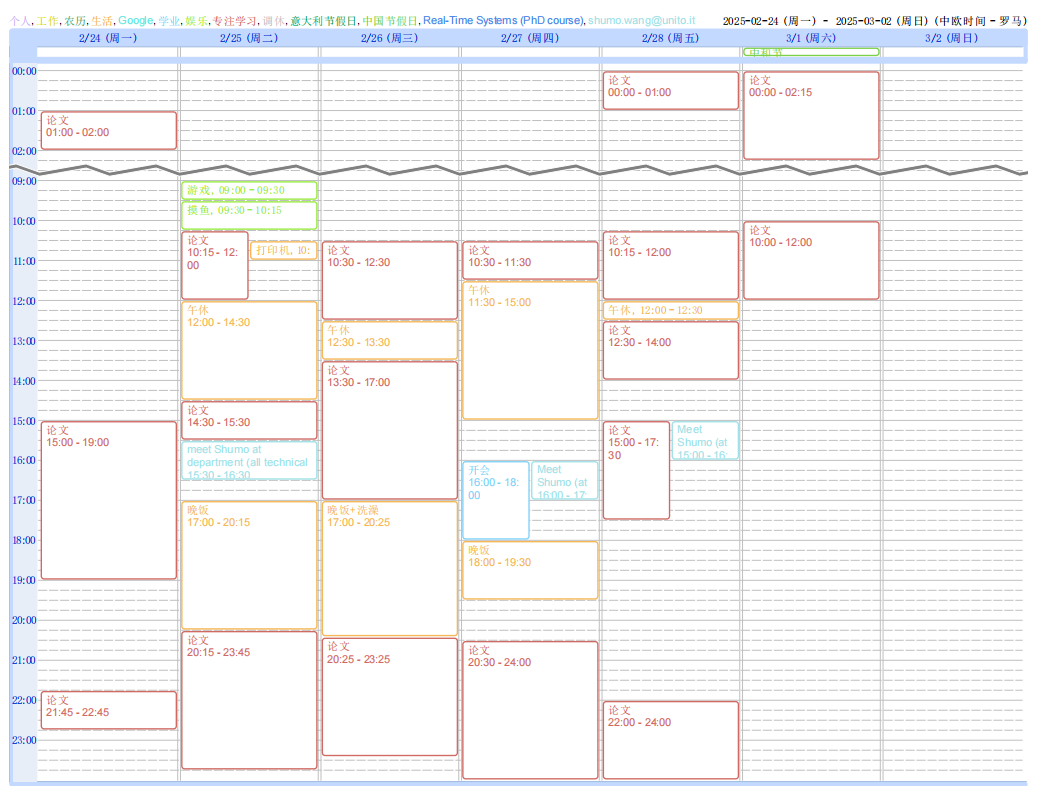 个人, 工作, 农历, 生活, Google, 学业, 娱乐, 专注学习, 调休, 意大利节假日, 中国节假日, Real-Time Systems (PhD course), shumo.wang@unito.it
2025-02-24 (周一) - 2025-03-02 (周日) (中欧时间 - 罗马)
2/24 (周一)
2/25 (周二)
2/26 (周三)
2/27 (周四)
2/28 (周五)
3/1 (周六)
3/2 (周日)
中和节
00:00
01:00
02:00
09:00
10:00
11:00
12:00
13:00
14:00
15:00
16:00
17:00
18:00
19:00
20:00
21:00
22:00
23:00
论文
01:00 - 02:00
论文
15:00 - 19:00
论文
21:45 - 22:45
游戏, 09:00 - 09:30
摸鱼, 09:30 - 10:15
论文
10:15 - 12:
00
打印机, 10:
午休
12:00 - 14:30
论文
14:30 - 15:30
meet Shumo at
department (all technical
15:30 - 16:30
晚饭
17:00 - 20:15
论文
20:15 - 23:45
论文
10:30 - 12:30
午休
12:30 - 13:30
论文
13:30 - 17:00
晚饭+洗澡
17:00 - 20:25
论文
20:25 - 23:25
论文
10:30 - 11:30
午休
11:30 - 15:00
开会
16:00 - 18:
00
Meet
Shumo (at
16:00 - 17:
晚饭
18:00 - 19:30
论文
20:30 - 24:00
论文
00:00 - 01:00
论文
10:15 - 12:00
午休, 12:00 - 12:30
论文
12:30 - 14:00
论文
15:00 - 17:
30
Meet
Shumo (at
15:00 - 16:
论文
22:00 - 24:00
论文
00:00 - 02:15
论文
10:00 - 12:00